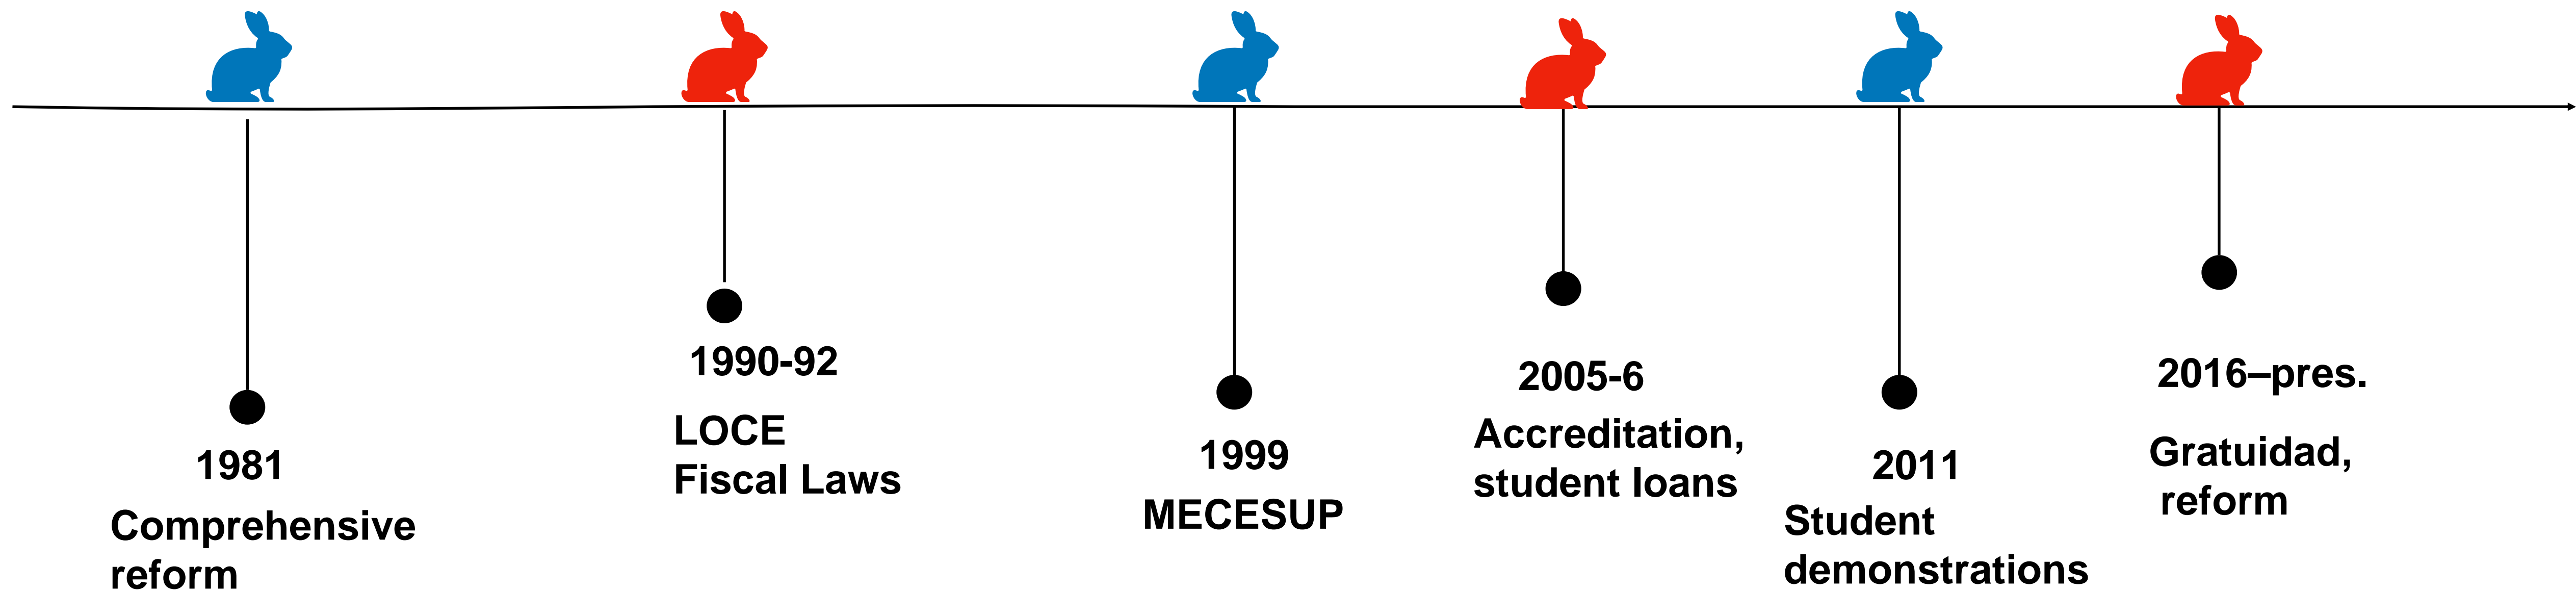 1981
Comprehensive
reform
1990-92
LOCE
Fiscal Laws
1999
MECESUP
2005-6
Accreditation,
student loans
2011
Student
demonstrations
2016–pres.
Gratuidad,
reform